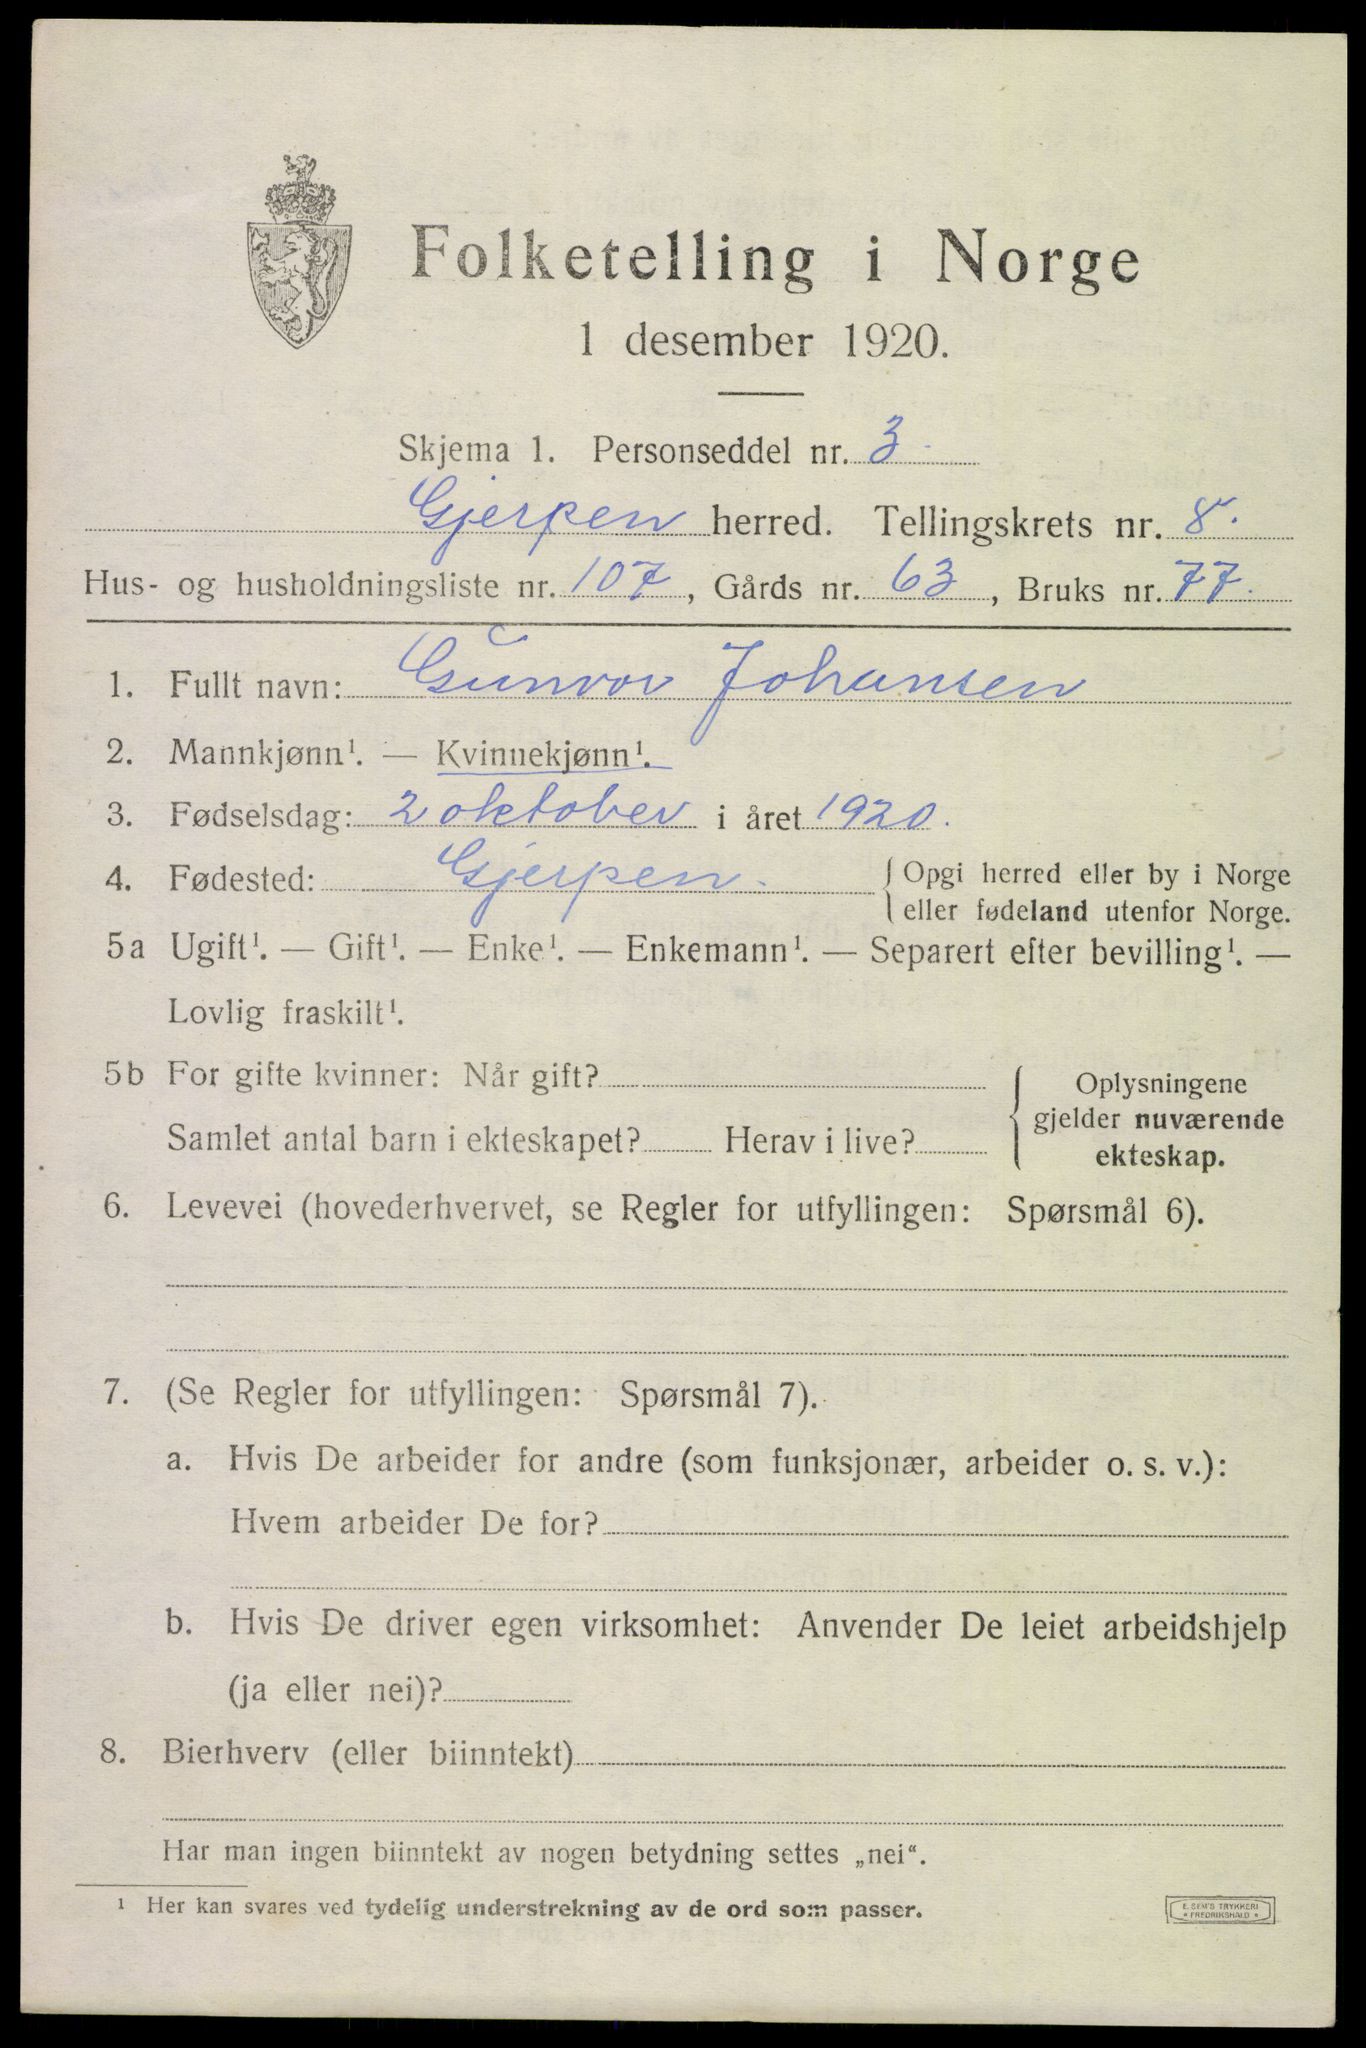 Folketelling i Norge
1 desember 1920.
Skjema 1. Personseddel nr. 3.
Gjerpen herred. Tellingskrets nr. 8.
Hus- og husholdningsliste nr. 107, Gårds nr. 63, Bruks nr. 77.
1. Fullt navn: Gunvor Johansen
2. Mannkjønn¹. — Kvinnekjønn¹.
3. Fødselsdag: 2 oktober i året 1920.
4. Fødested: Gjerpen. { Opgi herred eller by i Norge
eller fødeland utenfor Norge.
5a Ugift¹. — Gift¹. — Enke¹. — Enkemann¹. — Separert efter bevilling¹. —
Lovlig fraskilt¹.
5b For gifte kvinner: Når gift?
Samlet antal barn i ekteskapet? Herav i live?
{ Oplysningene
gjelder nuværende
ekteskap.
6. Levevei (hovederhvervet, se Regler for utfyllingen: Spørsmål 6).
7. (Se Regler for utfyllingen: Spørsmål 7).
a. Hvis De arbeider for andre (som funksjonær, arbeider o. s. v.):
Hvem arbeider De for?
b. Hvis De driver egen virksomhet: Anvender De leiet arbeidshjelp
(ja eller nei)?
8. Bierhverv (eller biinntekt)
Har man ingen biinntekt av nogen betydning settes „nei“.
¹ Her kan svares ved tydelig understrekning av de ord som passer.
E. SEM'S TRYKKERI
* FREDRIKSHALD *